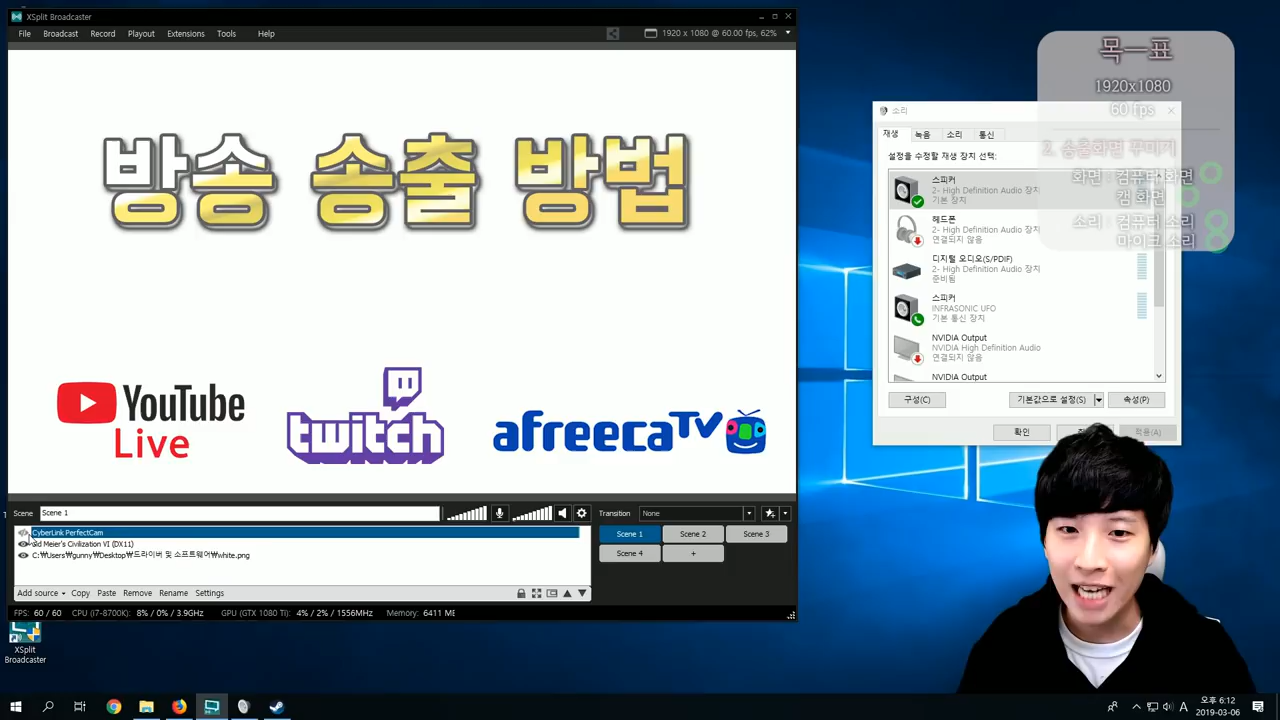 XSplit Broadcaster
File Broadcast Record Playout Extensions Tools Help
1920 x 1080 @ 60.00 fps, 62%
방송 송출 방법
YouTube
Live
twitch
afreecaTV
Scene Scene 1
Transition None
CyberLink PerfectCam
Sid Meier's Civilization VI (DX11)
C:₩Users₩gunny₩Desktop₩드라이버 및 소프트웨어₩white.png
Scene 1 Scene 2 Scene 3
Scene 4 +
Add source Copy Paste Remove Rename Settings
FPS: 60 / 60 CPU (i7-8700K): 8% / 0% / 3.9GHz GPU (GTX 1080 Ti): 4% / 2% / 1556MHz Memory: 6411 MB
XSplit
Broadcaster
목ㅡ표
1920x1080
60 fps
2. 송출화면 꾸미기
화면 : 컴퓨터화면
캠 화면
소리 : 컴퓨터 소리
마이크 소리
소리
재생 녹음 소리 통신
설정을 수정할 재생 장치 선택:
스피커
2- High Definition Audio 장치
기본 장치
헤드폰
2- High Definition Audio 장치
연결되지 않음
디지털 오디오(S/PDIF)
2- High Definition Audio 장치
준비됨
스피커
INFRASONIC UFO
기본 통신 장치
NVIDIA Output
NVIDIA High Definition Audio
연결되지 않음
NVIDIA Output
구성(C) 기본값으로 설정(S) 속성(P)
확인 적용(A)
A
오후 6:12
2019-03-06